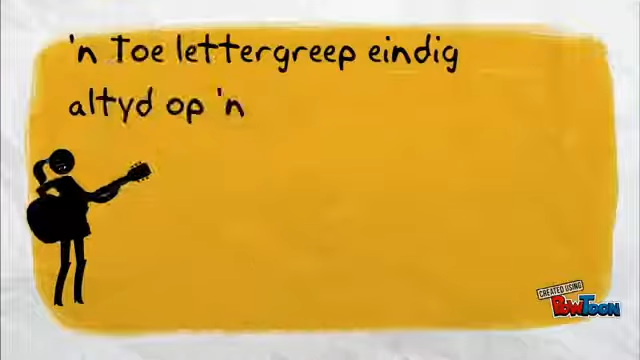 'n Toe lettergreep eindig
altyd op 'n
CREATED USING
POWTOON